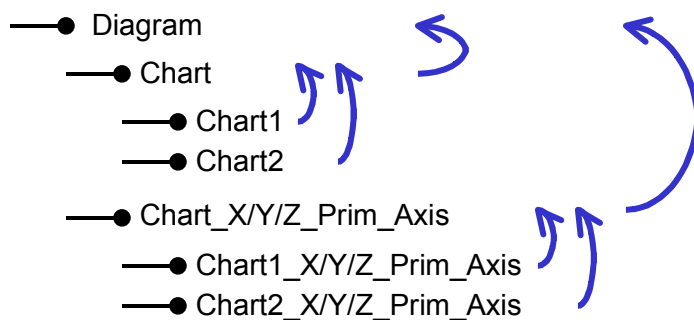 Diagram
Chart
Chart1
Chart2
Chart_X/Y/Z_Prim_Axis
Chart1_X/Y/Z_Prim_Axis
Chart2_X/Y/Z_Prim_Axis